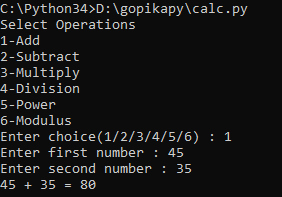 C:\Python34>D:\gopikapy\calc.py
Select Operations
1-Add
2-Subtract
3-Multiply
4-Division
5-Power
6-Modulus
Enter choice(1/2/3/4/5/6) : 1
Enter first number : 45
Enter second number : 35
45 + 35 = 80